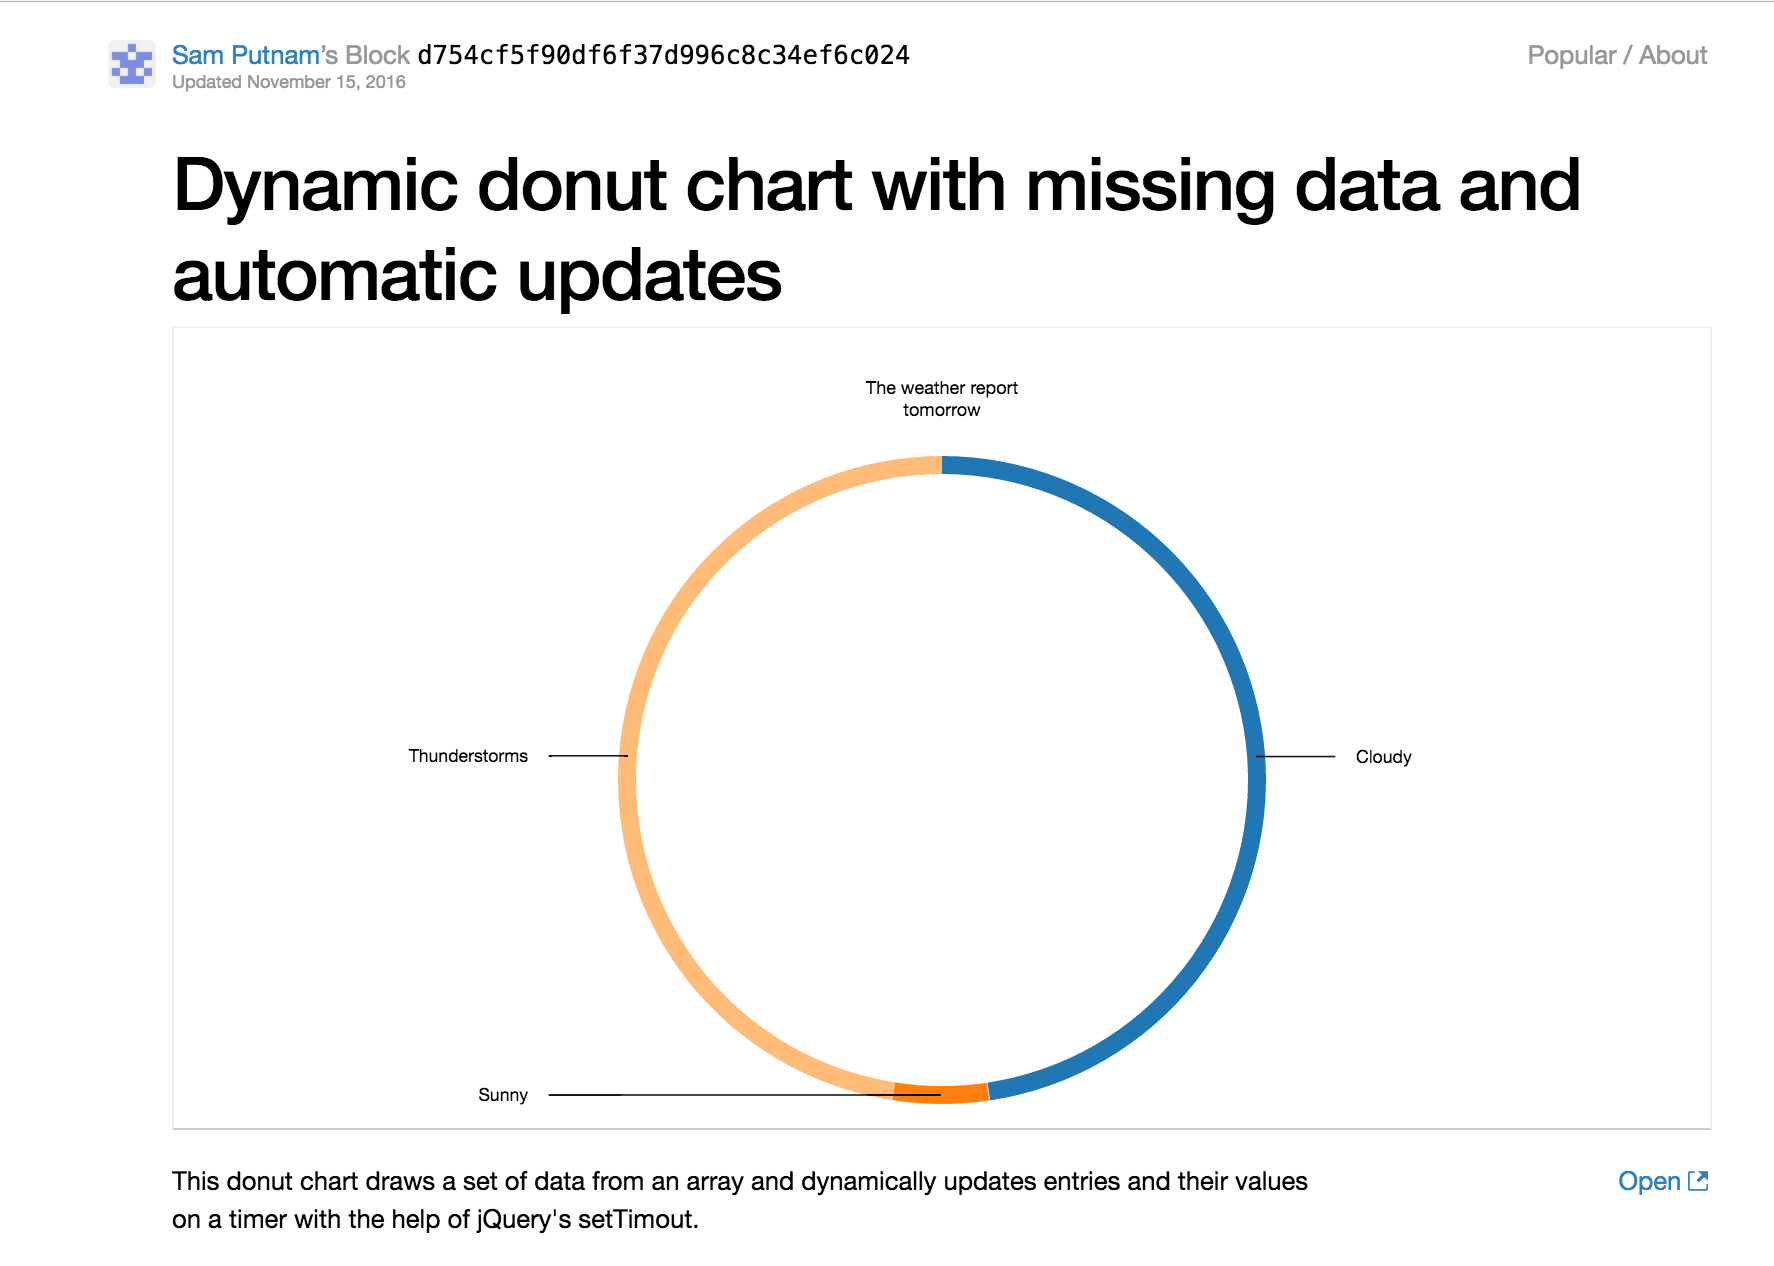 Sam Putnam’s Block d754cf5f90df6f37d996c8c34ef6c024
Popular / About
Updated November 15, 2016
Dynamic donut chart with missing data and
automatic updates
The weather report
tomorrow
Thunderstorms
Cloudy
Sunny
This donut chart draws a set of data from an array and dynamically updates entries and their values
on a timer with the help of jQuery's setTimout.
Open